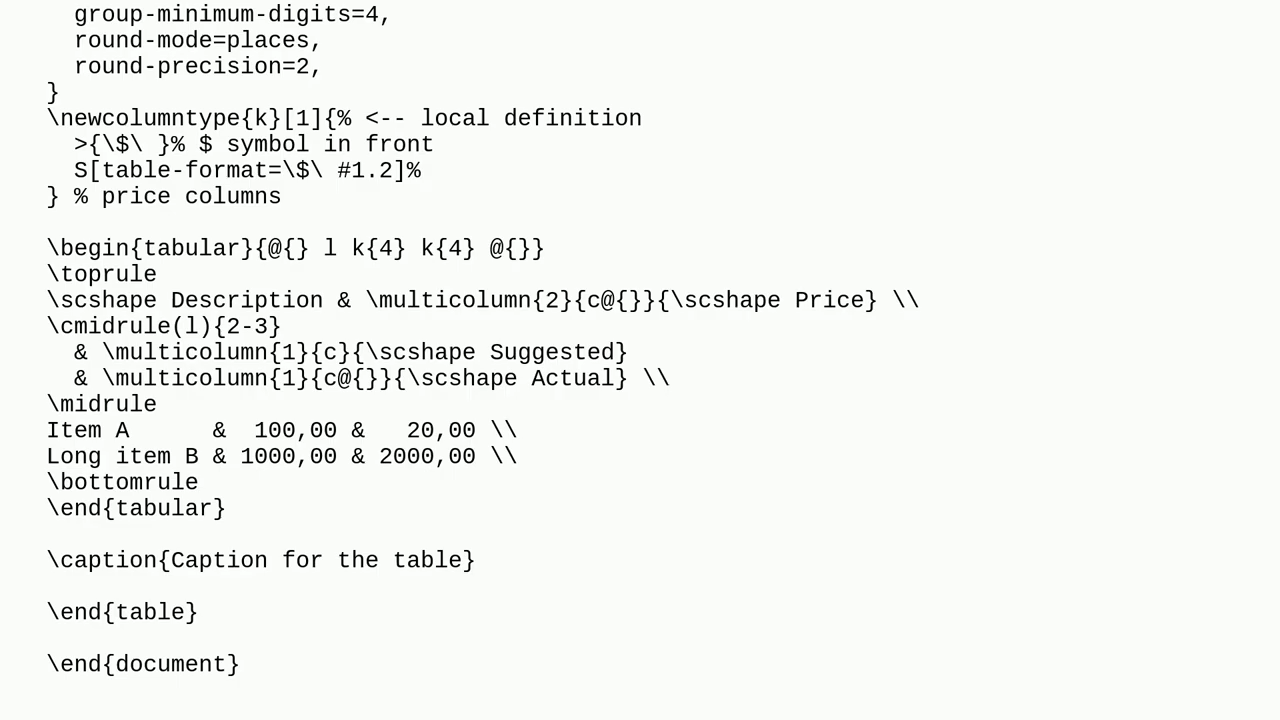 group-minimum-digits=4,
  round-mode=places,
  round-precision=2,
}
\newcolumntype{k}[1]{% <-- local definition
  >{\$\ }% $ symbol in front
  S[table-format=\$\ #1.2]%
} % price columns

\begin{tabular}{@{} l k{4} k{4} @{}}
\toprule
\scshape Description & \multicolumn{2}{c@{}}{\scshape Price} \\
\cmidrule(l){2-3}
  & \multicolumn{1}{c}{\scshape Suggested}
  & \multicolumn{1}{c@{}}{\scshape Actual} \\
\midrule
Item A      &  100,00 &   20,00 \\
Long item B & 1000,00 & 2000,00 \\
\bottomrule
\end{tabular}

\caption{Caption for the table}

\end{table}

\end{document}